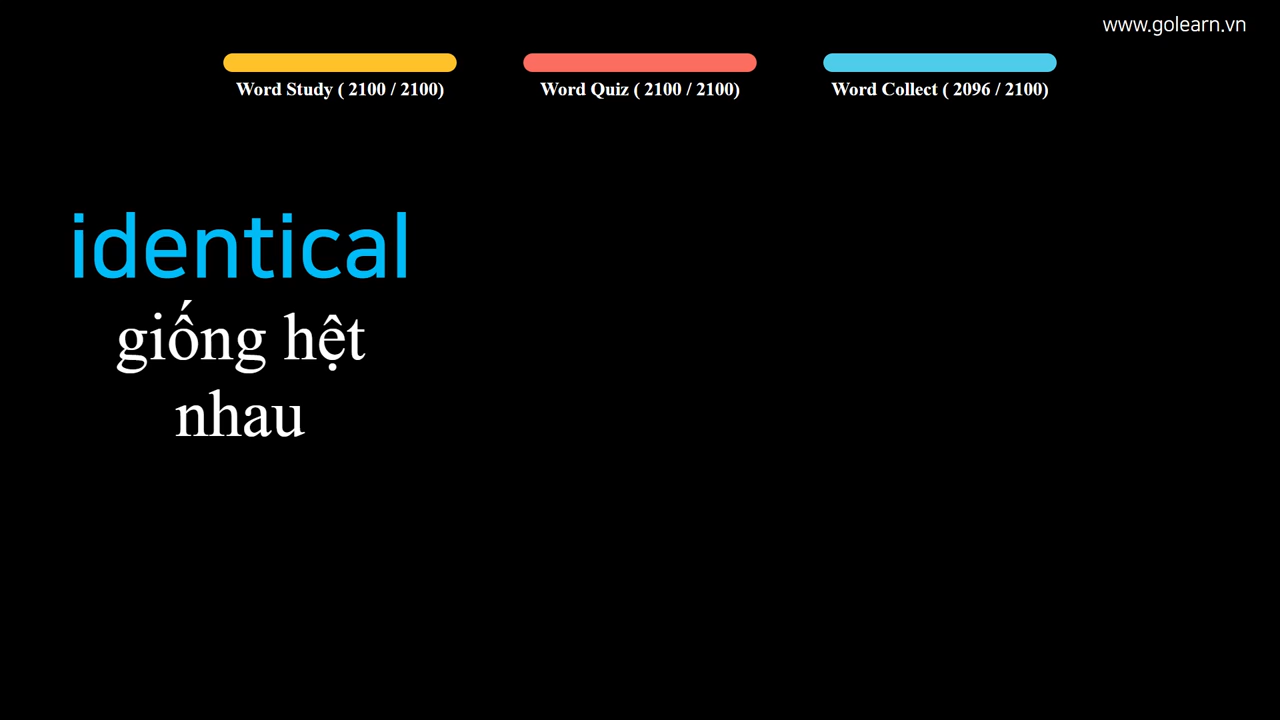 www.golearn.vn
Word Study ( 2100 / 2100)
Word Quiz ( 2100 / 2100)
Word Collect ( 2096 / 2100)
identical
giống hệt
nhau